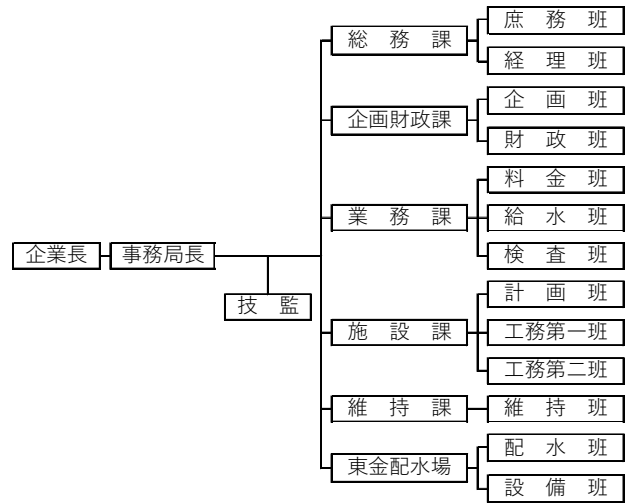 企業長
事務局長
技 監
総 務 課
庶 務 班
経 理 班
企画財政課
企 画 班
財 政 班
業 務 課
料 金 班
給 水 班
検 査 班
施 設 課
計 画 班
工務第一班
工務第二班
維 持 課
維 持 班
東金配水場
配 水 班
設 備 班